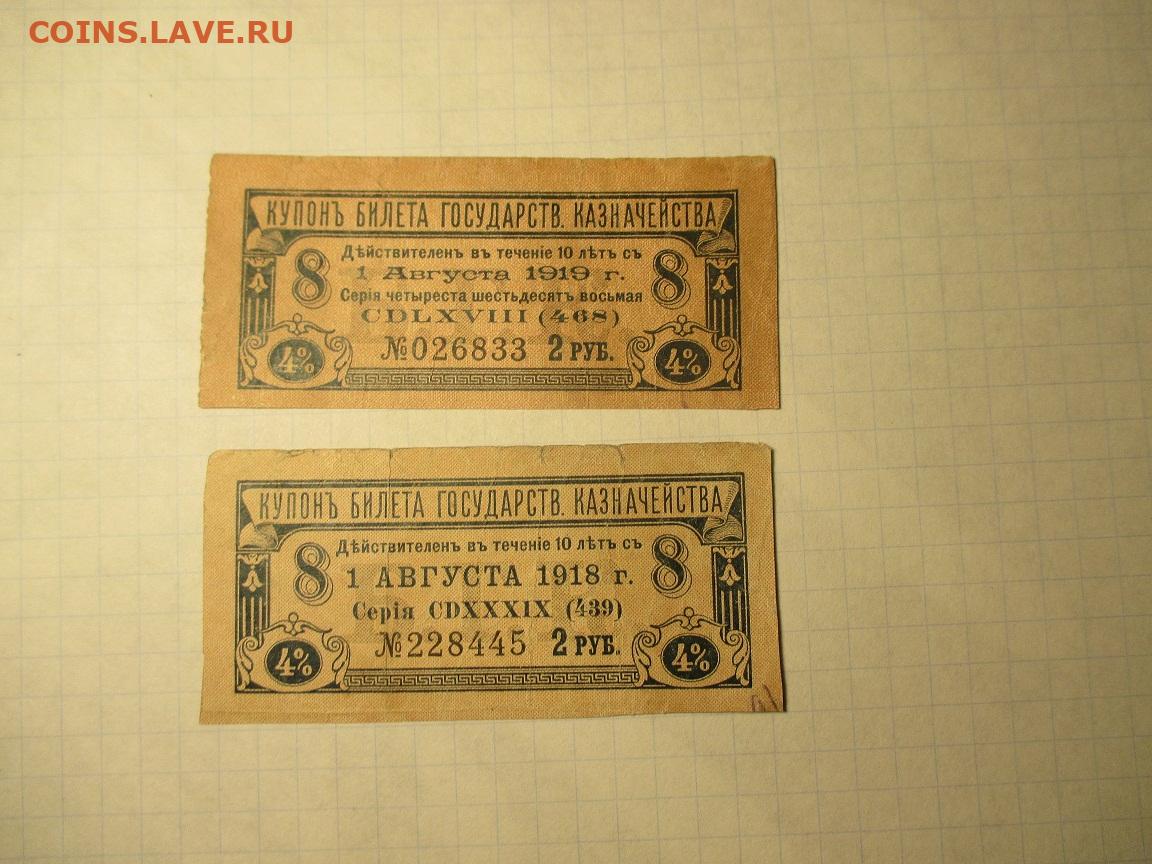 COINS.LAVE.RU
КУПОНЪ БИЛЕТА ГОСУДАРСТВ. КАЗНАЧЕЙСТВА
Дѣйствителенъ въ теченіе 10 лѣтъ съ
8 1 Августа 1919 г. 8
Серія четыреста шестьдесятъ восьмая
CDLXVIII (468)
4% №026833 2 РУБ. 4%
КУПОНЪ БИЛЕТА ГОСУДАРСТВ. КАЗНАЧЕЙСТВА
Дѣйствителенъ въ теченіе 10 лѣтъ съ
8 1 АВГУСТА 1918 г. 8
Серія CDXXXIX (439)
4% №228445 2 РУБ. 4%